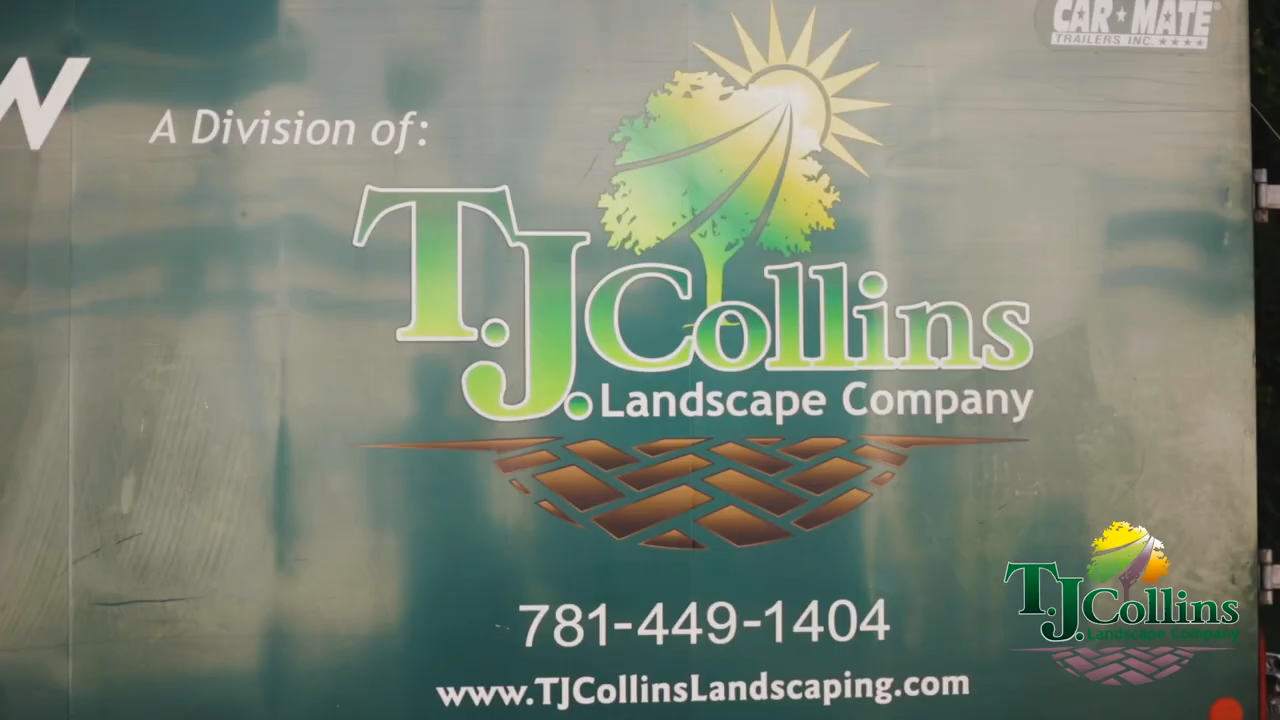 CAR★MATE
TRAILERS INC.★★★★
A Division of:
T.J. Collins
Landscape Company
781-449-1404
www.TJCollinsLandscaping.com
T.J. Collins
Landscape Company